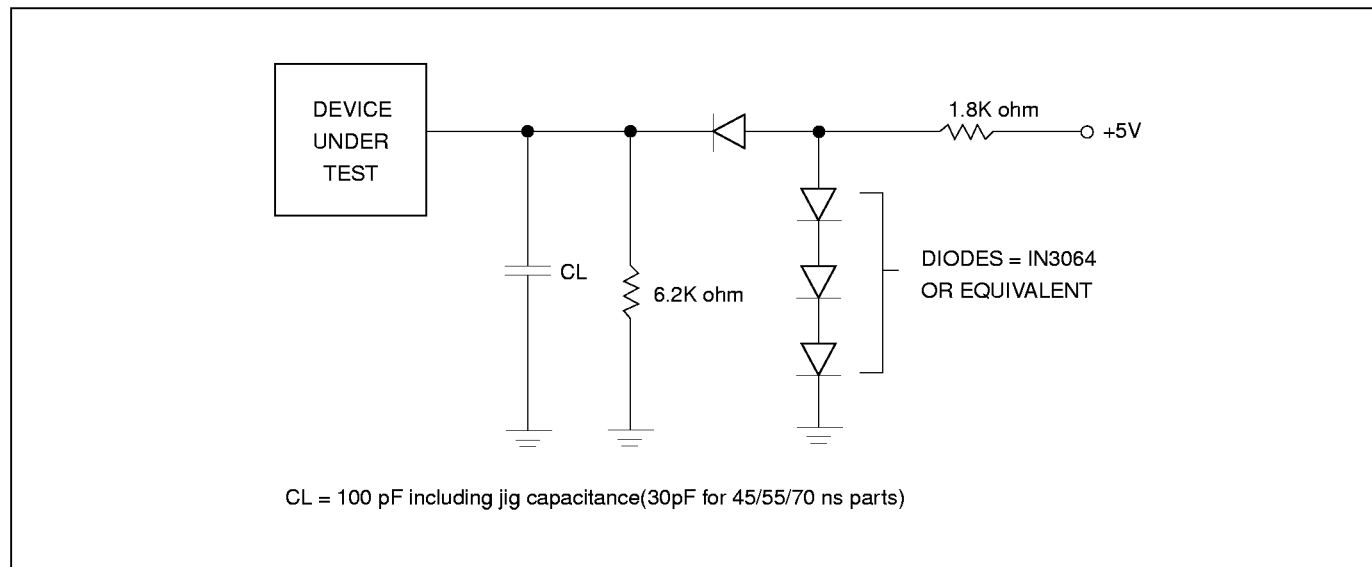 DEVICE
UNDER
TEST
1.8K ohm
+5V
CL
6.2K ohm
DIODES = IN3064
OR EQUIVALENT
CL = 100 pF including jig capacitance(30pF for 45/55/70 ns parts)